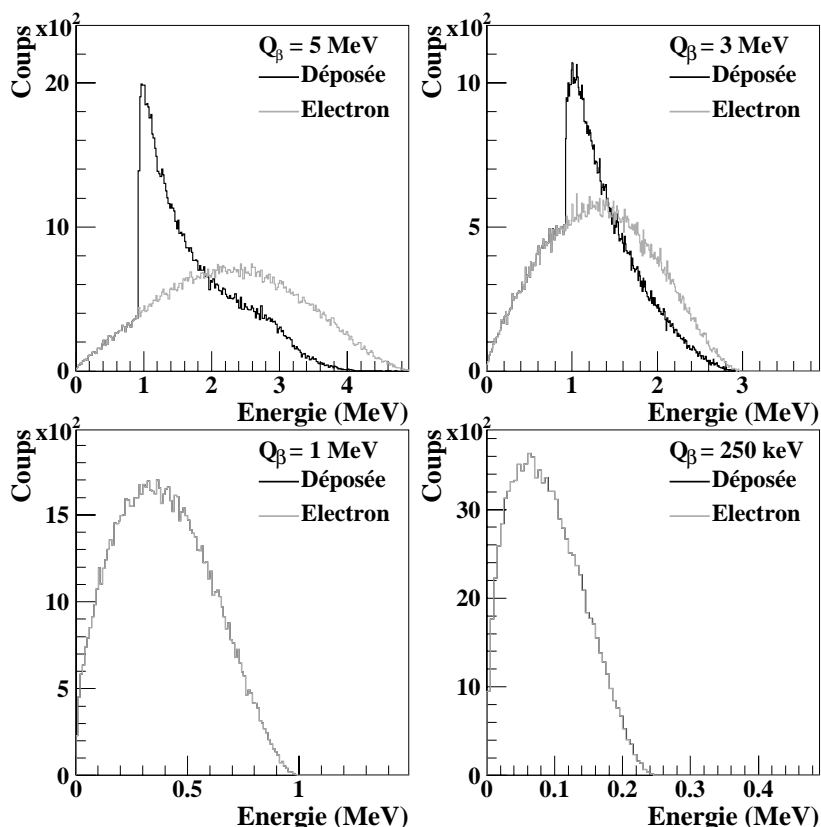 x10²
Coups
Q_β = 5 MeV
Déposée
Electron
20
10
0
0 1 2 3 4
Energie (MeV)
x10²
Coups
Q_β = 3 MeV
Déposée
Electron
10
5
0
0 1 2 3
Energie (MeV)
x10²
Coups
Q_β = 1 MeV
Déposée
Electron
15
10
5
0
0 0.5 1
Energie (MeV)
x10²
Coups
Q_β = 250 keV
Déposée
Electron
30
20
10
0
0 0.1 0.2 0.3 0.4
Energie (MeV)